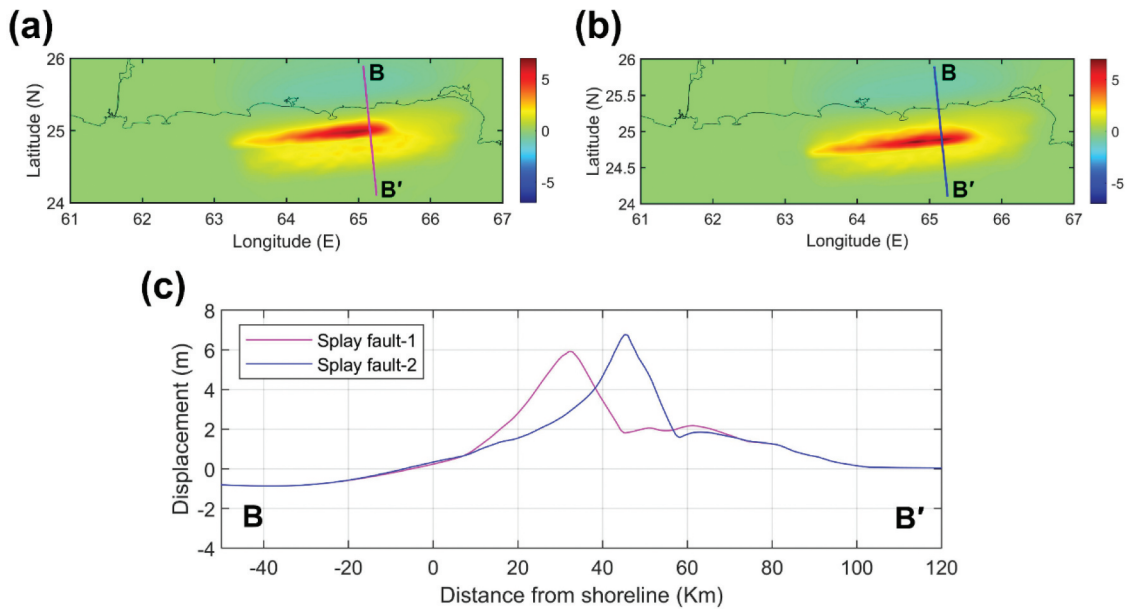 (a)
(b)
26
25
24
Latitude (N)
61 62 63 64 65 66 67
Longitude (E)
B
B′
5
0
-5
26
25.5
25
24.5
24
Latitude (N)
61 62 63 64 65 66 67
Longitude (E)
B
B′
5
0
-5
(c)
8
6
4
2
0
-2
-4
Displacement (m)
Splay fault-1
Splay fault-2
B
B′
-40 -20 0 20 40 60 80 100 120
Distance from shoreline (Km)